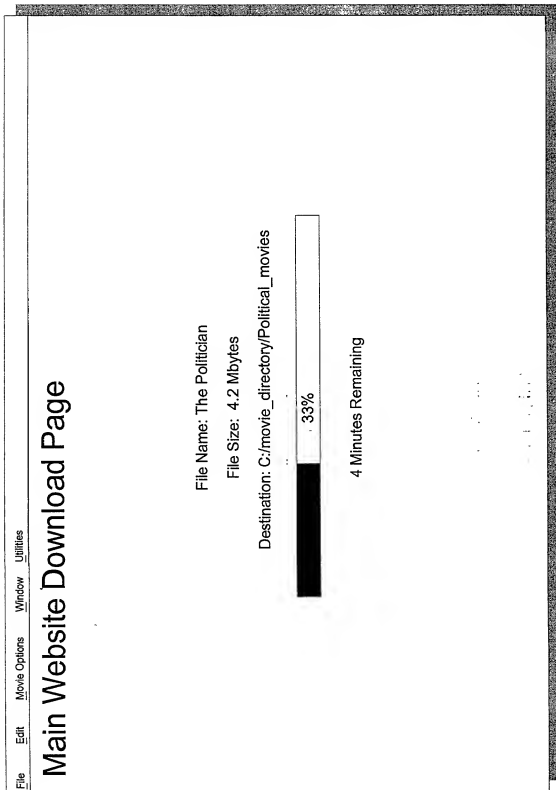 File Edit Movie Options Window Utilities
Main Website Download Page
File Name: The Politician
File Size: 4.2 Mbytes
Destination: C:/movie_directory/Political_movies
33%
4 Minutes Remaining